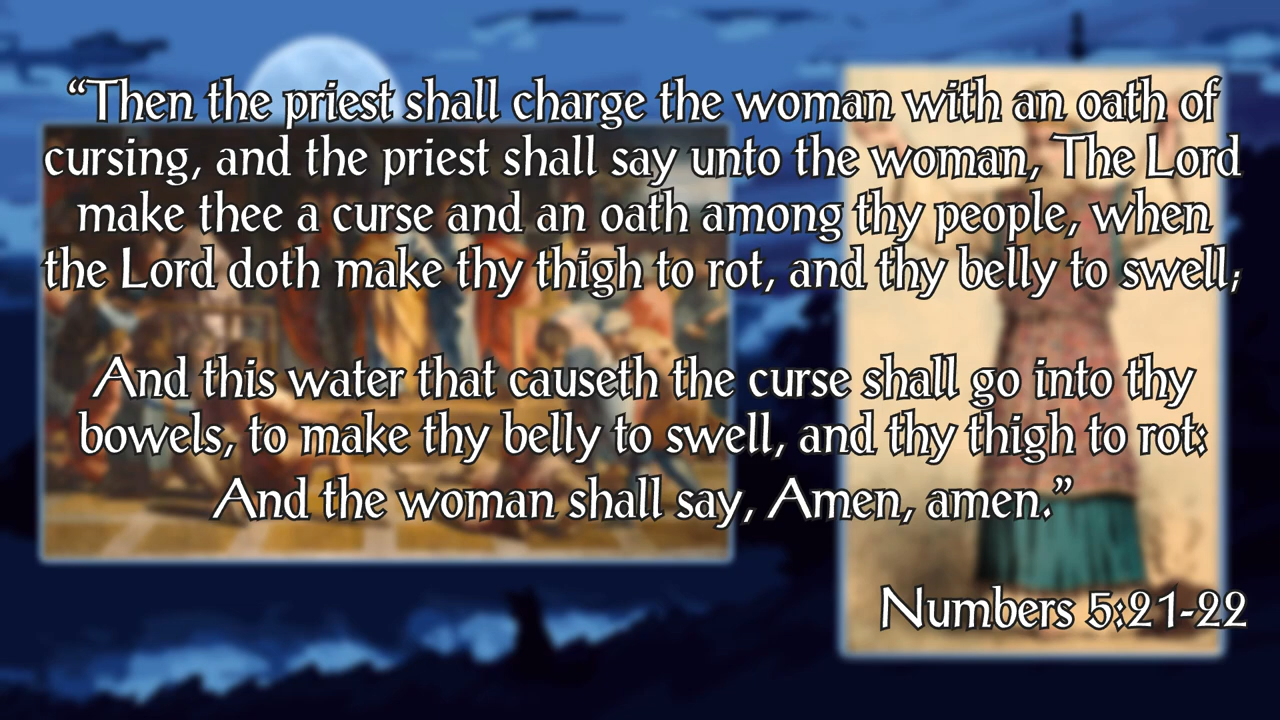 “Then the priest shall charge the woman with an oath of
cursing, and the priest shall say unto the woman, The Lord
make thee a curse and an oath among thy people, when
the Lord doth make thy thigh to rot, and thy belly to swell;
And this water that causeth the curse shall go into thy
bowels, to make thy belly to swell, and thy thigh to rot:
And the woman shall say, Amen, amen.”
Numbers 5:21-22